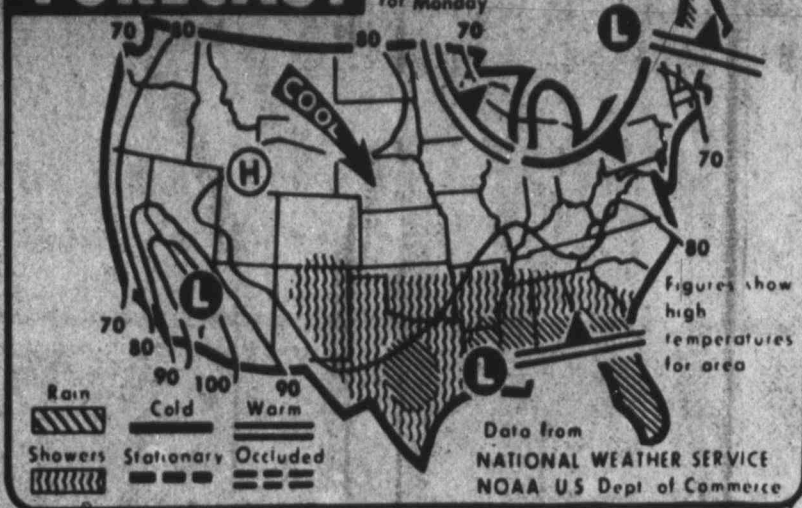 FORECAST
for Monday
70
80
80
70
L
COOL
H
70
80
L
Figures show
high
temperatures
for area
70
80
90
100
90
L
Rain
Cold
Warm
Showers
Stationary
Occluded
Data from
NATIONAL WEATHER SERVICE
NOAA U S Dept of Commerce